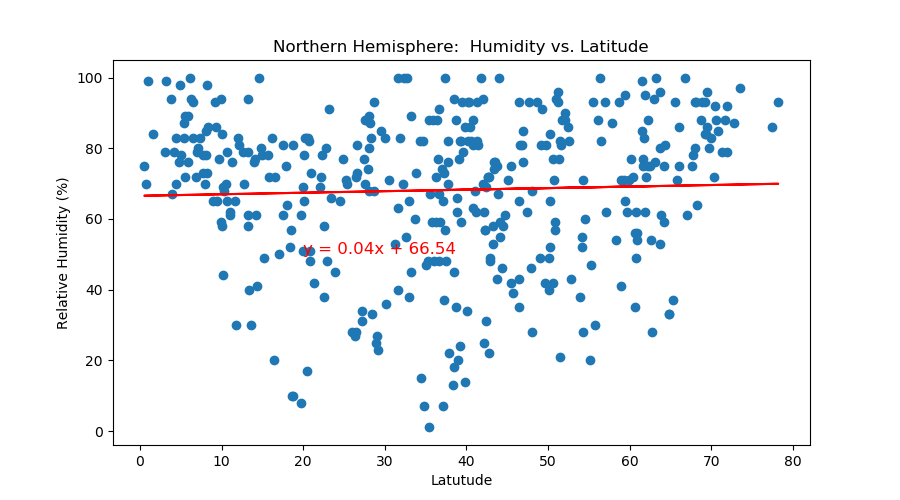 Northern Hemisphere:  Humidity vs. Latitude
Relative Humidity (%)
100
80
60
40
20
0
y = 0.04x + 66.54
0 10 20 30 40 50 60 70 80
Latutude